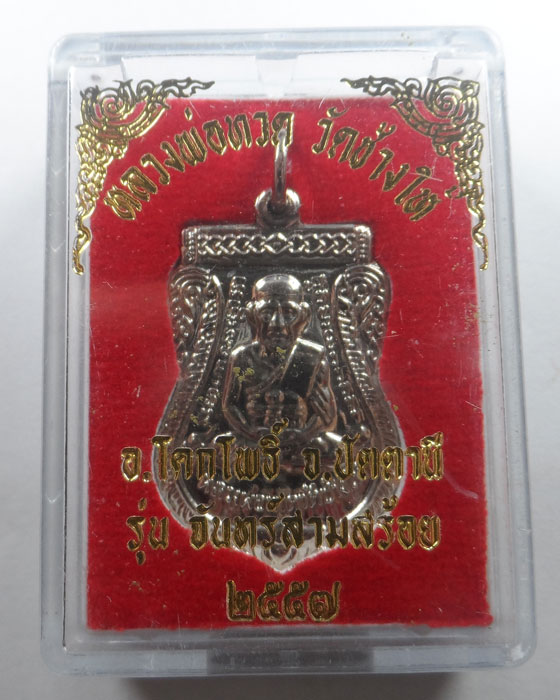 หลวงพ่อทวด วัดช้างให้
อ.โคกโพธิ์ จ.ปัตตานี
รุ่น จันทร์สามสร้อย
๒๕๕๗